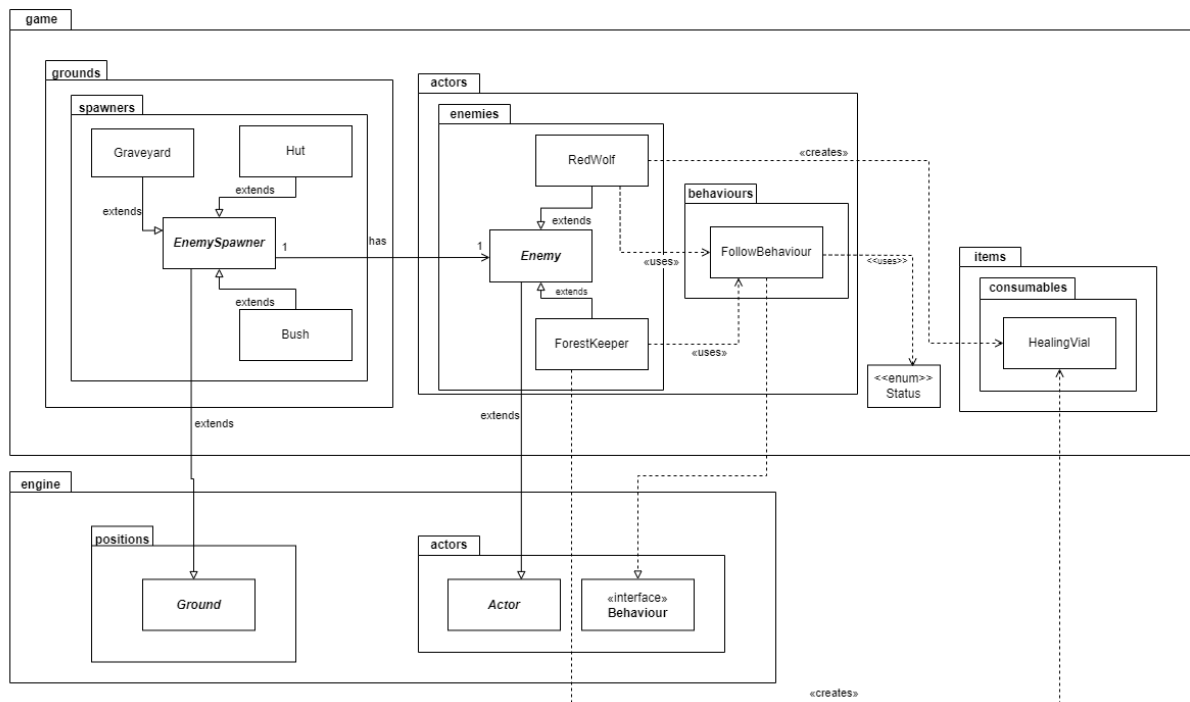 game
grounds
spawners
Graveyard
Hut
extends
extends
EnemySpawner
1
has
extends
Bush
extends
actors
enemies
RedWolf
«creates»
extends
1
Enemy
«uses»
extends
ForestKeeper
«uses»
extends
behaviours
FollowBehaviour
<<uses>>
<<enum>>
Status
items
consumables
HealingVial
engine
positions
Ground
actors
Actor
«interface»
Behaviour
«creates»